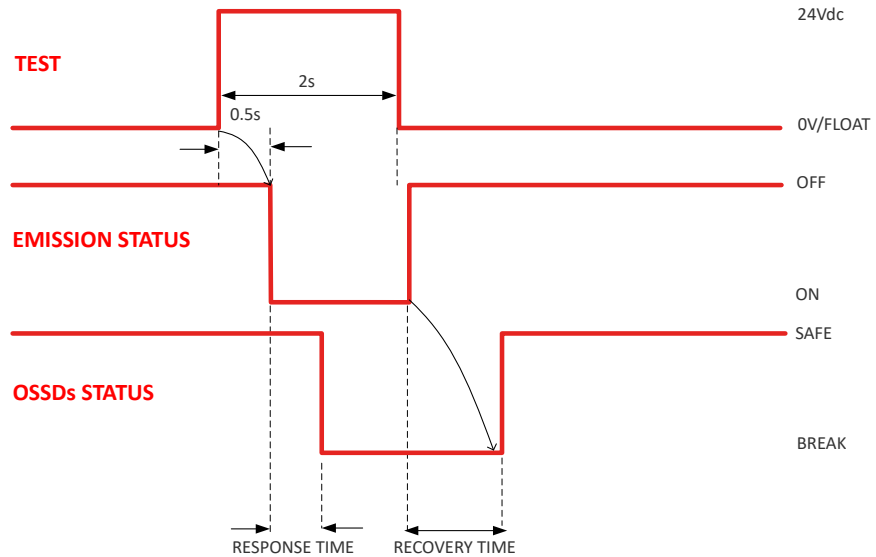 24Vdc
TEST
2s
0.5s
0V/FLOAT
OFF
EMISSION STATUS
ON
SAFE
OSSDs STATUS
BREAK
RESPONSE TIME
RECOVERY TIME